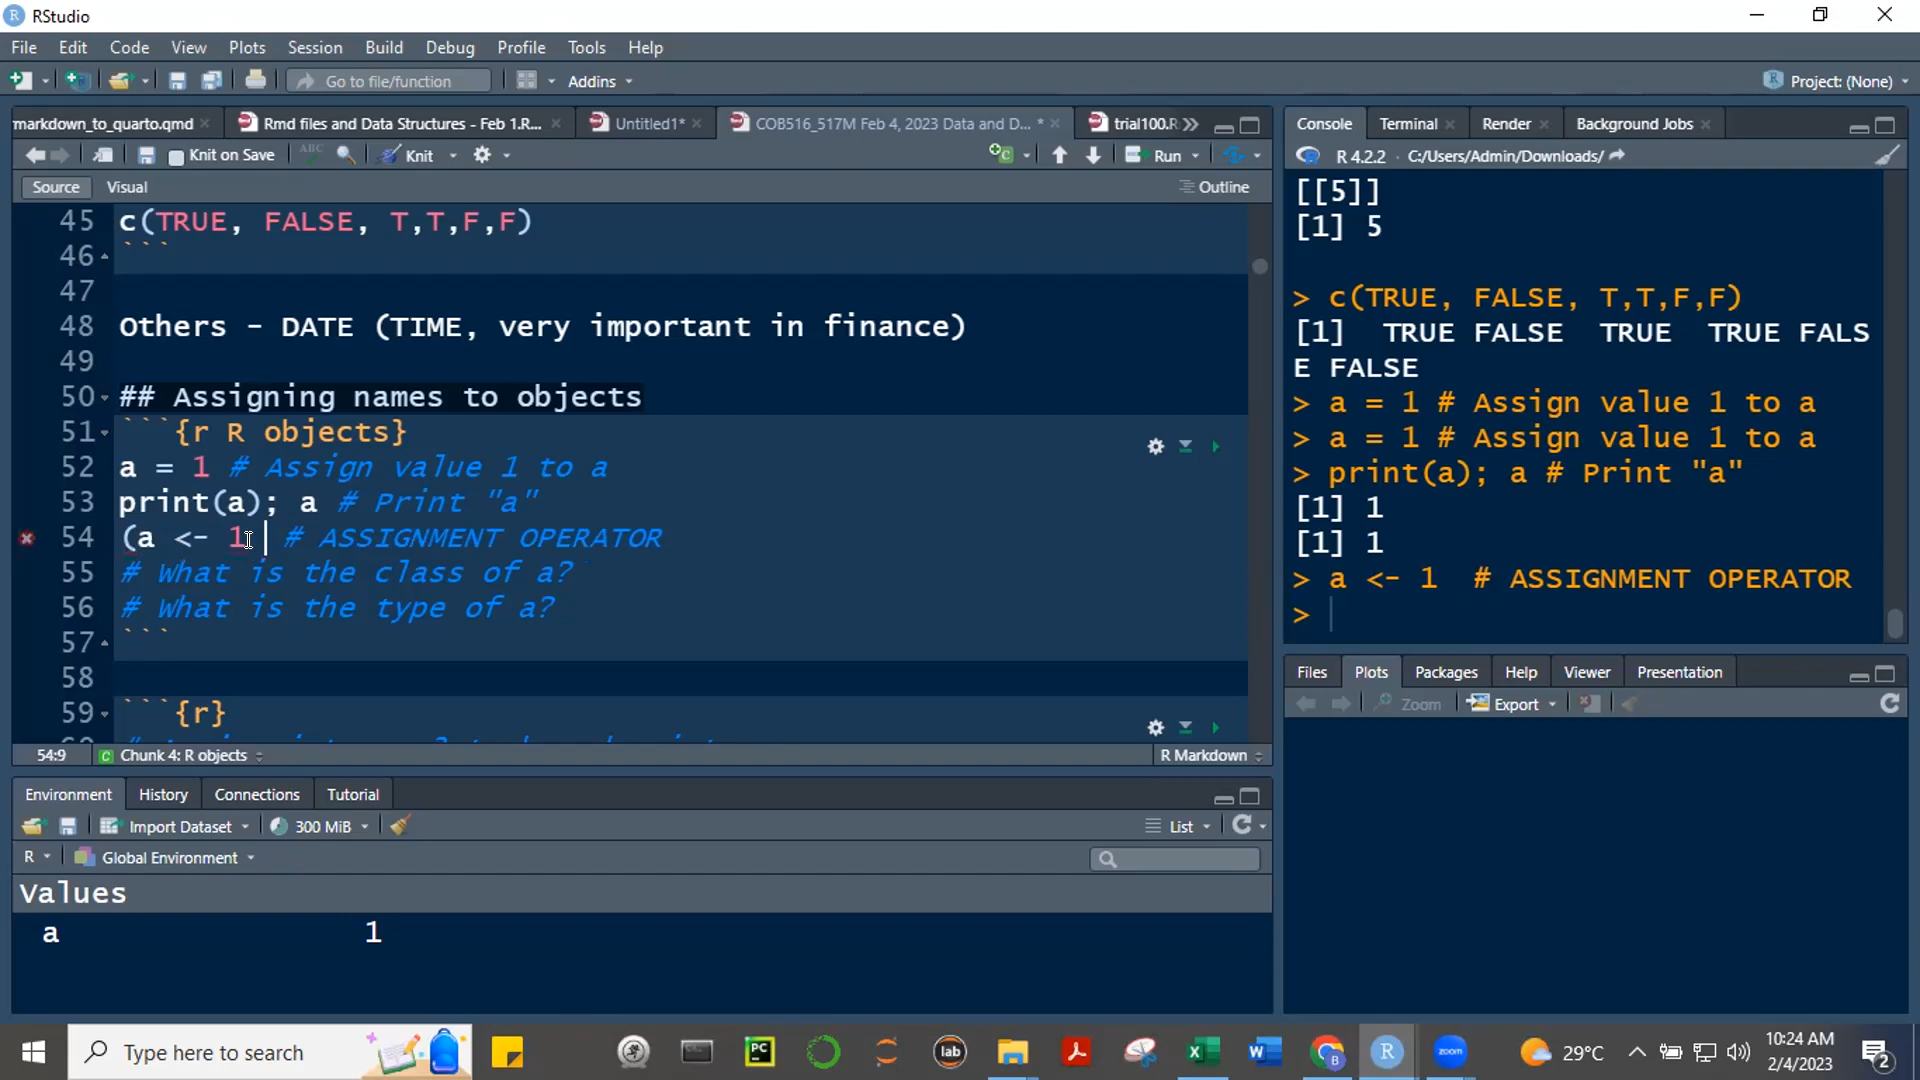 RStudio
File Edit Code View Plots Session Build Debug Profile Tools Help
Go to file/function Addins Project: (None)
markdown_to_quarto.qmd Rmd files and Data Structures - Feb 1.R... Untitled1* COB516_517M Feb 4, 2023 Data and D... * trial100.R
Knit on Save ABC Knit Run
Source Visual Outline
45 c(TRUE, FALSE, T,T,F,F)
46 ```
47
48 Others - DATE (TIME, very important in finance)
49
50 ## Assigning names to objects
51 ```{r R objects}
52 a = 1 # Assign value 1 to a
53 print(a); a # Print "a"
54 (a <- 1 # ASSIGNMENT OPERATOR
55 # What is the class of a?
56 # What is the type of a?
57 ```
58
59 ```{r}
54:9 Chunk 4: R objects R Markdown
Environment History Connections Tutorial
Import Dataset 300 MiB List
R Global Environment
Values
a 1
Console Terminal Render Background Jobs
R 4.2.2 · C:/Users/Admin/Downloads/
[[5]]
[1] 5
> c(TRUE, FALSE, T,T,F,F)
[1] TRUE FALSE TRUE TRUE FALS
E FALSE
> a = 1 # Assign value 1 to a
> a = 1 # Assign value 1 to a
> print(a); a # Print "a"
[1] 1
[1] 1
> a <- 1 # ASSIGNMENT OPERATOR
>
Files Plots Packages Help Viewer Presentation
Zoom Export
Type here to search
PC lab X W B R zoom
29°C
10:24 AM
2/4/2023
2